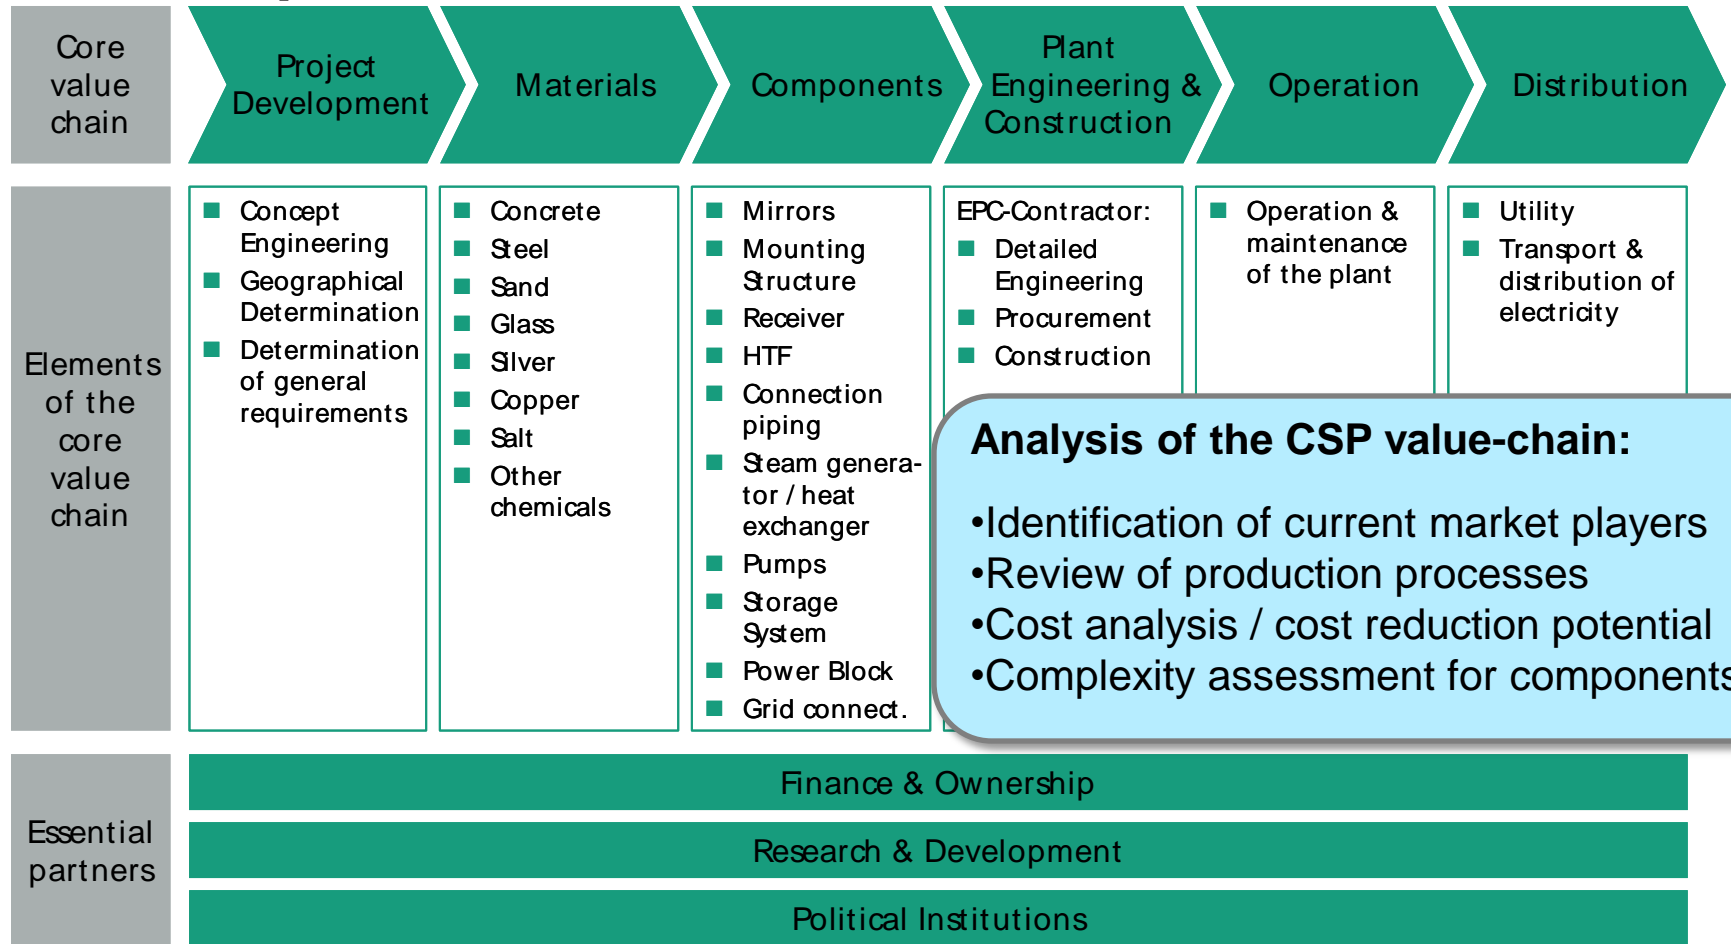 Core
value
chain
Project
Development
Materials
Components
Plant
Engineering &
Construction
Operation
Distribution
Elements
of the
core
value
chain
Concept
Engineering
Geographical
Determination
Determination
of general
requirements
Concrete
Steel
Sand
Glass
Silver
Copper
Salt
Other
chemicals
Mirrors
Mounting
Structure
Receiver
HTF
Connection
piping
Steam genera-
tor / heat
exchanger
Pumps
Storage
System
Power Block
Grid connect.
EPC-Contractor:
Detailed
Engineering
Procurement
Construction
Operation &
maintenance
of the plant
Utility
Transport &
distribution of
electricity
Analysis of the CSP value-chain:
•Identification of current market players
•Review of production processes
•Cost analysis / cost reduction potential
•Complexity assessment for components
Essential
partners
Finance & Ownership
Research & Development
Political Institutions